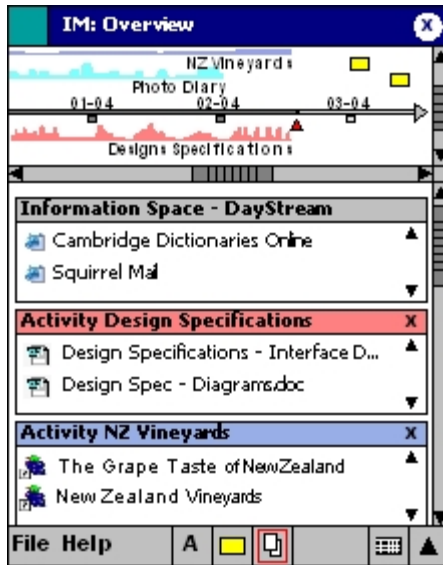 IM: Overview
NZ Vineyards
Photo Diary
01-04 02-04 03-04
Designs Specifications
Information Space - DayStream
Cambridge Dictionaries Online
Squirrel Mail
Activity Design Specifications X
Design Specifications - Interface D...
Design Spec - Diagrams.doc
Activity NZ Vineyards X
The Grape Taste of New Zealand
New Zealand Vineyards
File Help A